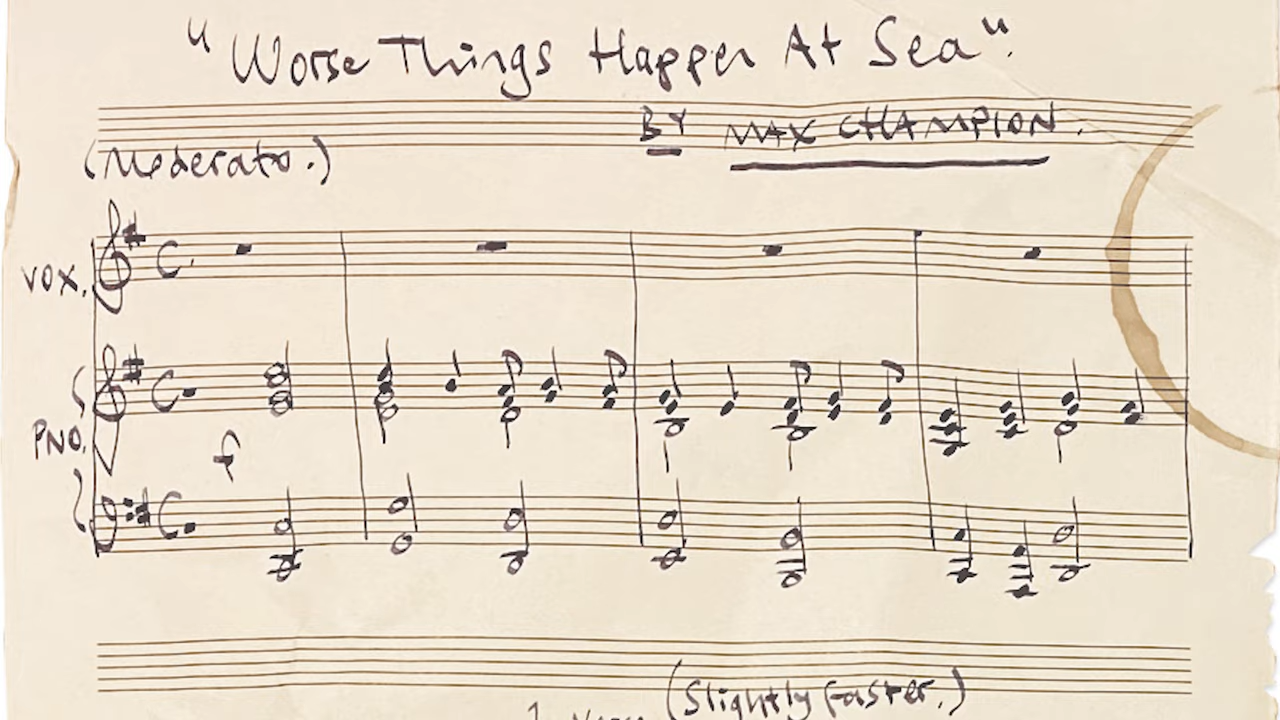 "Worse Things Happen At Sea".
BY MAX CHAMPION.
(Moderato.)
VOX.
PNO.
f
(Slightly Faster.)